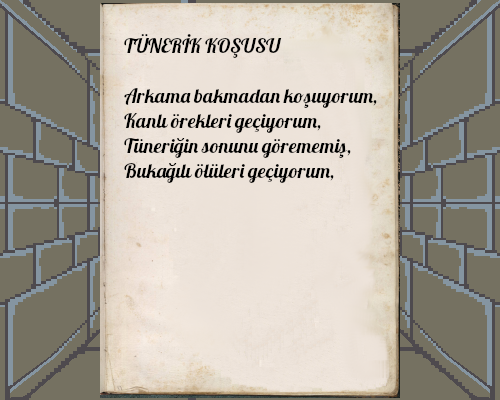 TÜNERİK KOŞUSU
Arkama bakmadan koşuyorum,
Kanlı örekleri geçiyorum,
Tüneriğin sonunu görememiş,
Bukağılı ölüleri geçiyorum,